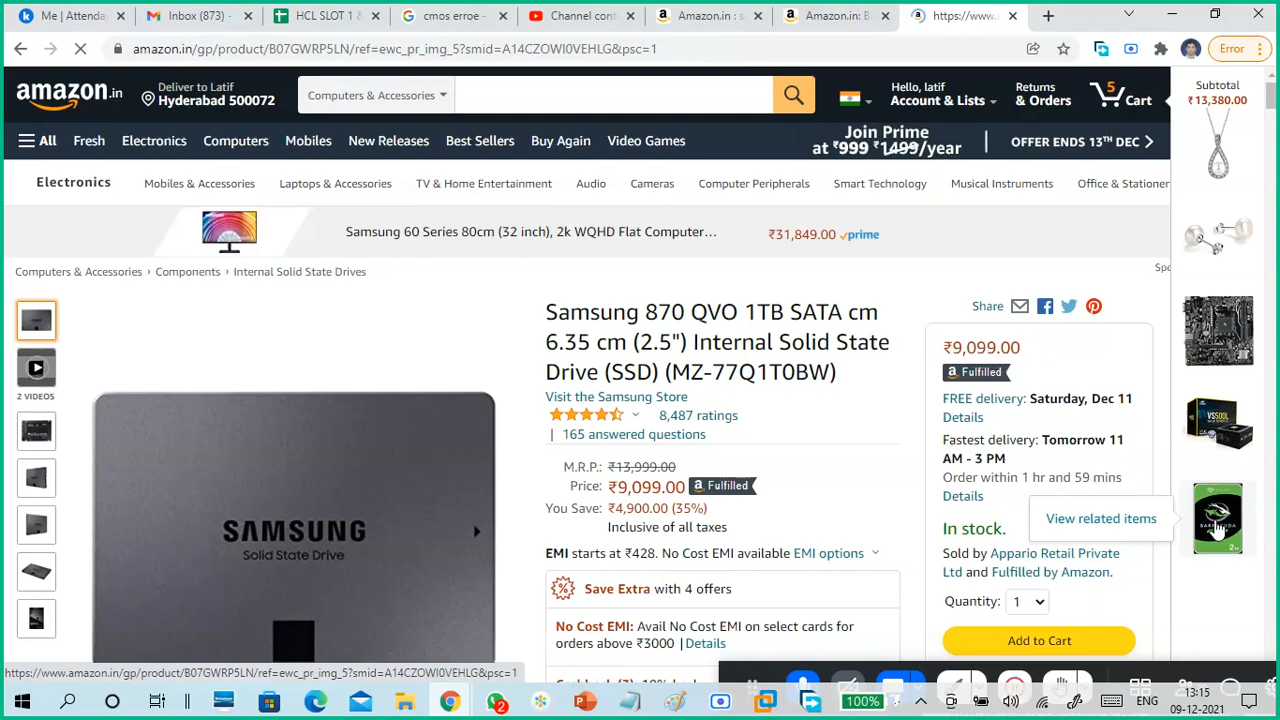 Me | Attenda
Inbox (873) -
HCL SLOT 1 &
cmos erroe -
Channel cont
Amazon.in : s
Amazon.in: B
https://www.
amazon.in/gp/product/B07GWRP5LN/ref=ewc_pr_img_5?smid=A14CZOWI0VEHLG&psc=1
Error
amazon.in
Deliver to Latif
Hyderabad 500072
Computers & Accessories
Hello, latif
Account & Lists
Returns
& Orders
5
Cart
Subtotal
₹13,380.00
All
Fresh
Electronics
Computers
Mobiles
New Releases
Best Sellers
Buy Again
Video Games
Join Prime
at ₹999 ₹1499/year
OFFER ENDS 13TH DEC
Electronics
Mobiles & Accessories
Laptops & Accessories
TV & Home Entertainment
Audio
Cameras
Computer Peripherals
Smart Technology
Musical Instruments
Office & Stationer
Samsung 60 Series 80cm (32 inch), 2k WQHD Flat Computer...
₹31,849.00 prime
Computers & Accessories › Components › Internal Solid State Drives
Spo
2 VIDEOS
SAMSUNG
Solid State Drive
Samsung 870 QVO 1TB SATA cm
6.35 cm (2.5") Internal Solid State
Drive (SSD) (MZ-77Q1T0BW)
Visit the Samsung Store
8,487 ratings
| 165 answered questions
M.R.P.: ₹13,999.00
Price: ₹9,099.00 a Fulfilled
You Save: ₹4,900.00 (35%)
Inclusive of all taxes
EMI starts at ₹428. No Cost EMI available EMI options
Save Extra with 4 offers
No Cost EMI: Avail No Cost EMI on select cards for
orders above ₹3000 |Details
Share
₹9,099.00
a Fulfilled
FREE delivery: Saturday, Dec 11
Details
Fastest delivery: Tomorrow 11
AM - 3 PM
Order within 1 hr and 59 mins
Details
In stock.
Sold by Appario Retail Private
Ltd and Fulfilled by Amazon.
Quantity: 1
Add to Cart
View related items
VS500L
BARRACUDA
https://www.amazon.in/gp/product/B07GWRP5LN/ref=ewc_pr_img_5?smid=A14CZOWI0VEHLG&psc=1
2
100%
13:15
09-12-2021